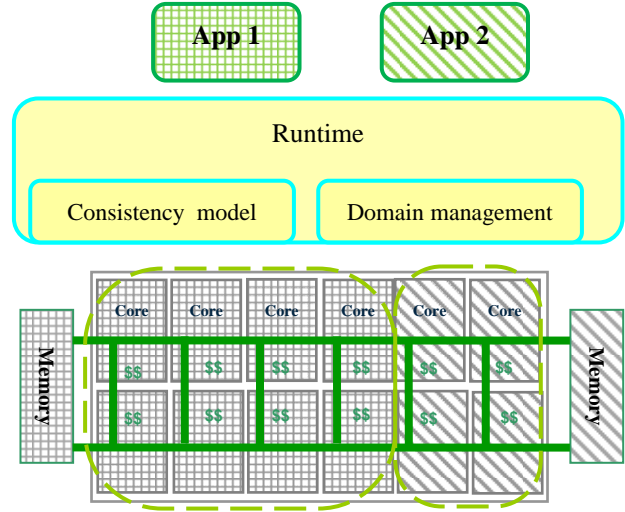 App 1
App 2
Runtime
Consistency model
Domain management
Core Core Core Core Core Core
Memory
Memory
$$ $$ $$ $$ $$ $$
$$ $$ $$ $$ $$ $$